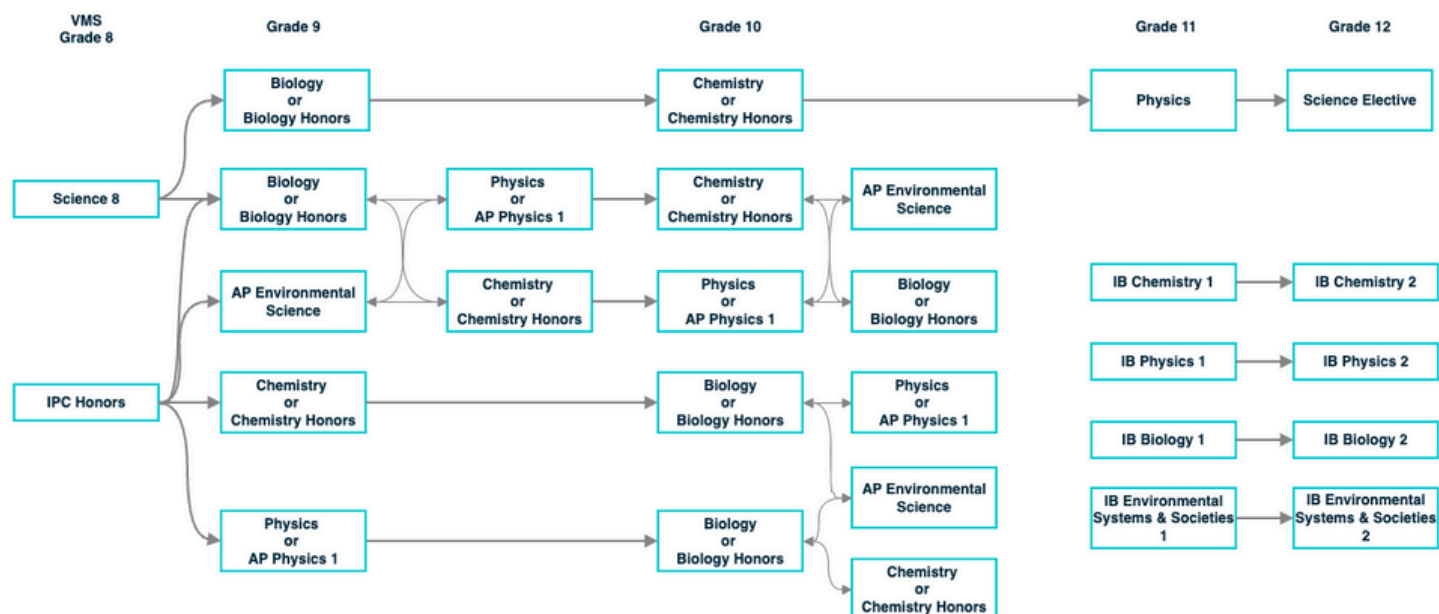 VMS
Grade 8
Grade 9
Grade 10
Grade 11
Grade 12
Biology
or
Biology Honors
Chemistry
or
Chemistry Honors
Physics
Science Elective
Science 8
Biology
or
Biology Honors
Physics
or
AP Physics 1
Chemistry
or
Chemistry Honors
AP Environmental
Science
AP Environmental
Science
Chemistry
or
Chemistry Honors
Physics
or
AP Physics 1
Biology
or
Biology Honors
IB Chemistry 1
IB Chemistry 2
IPC Honors
Chemistry
or
Chemistry Honors
Biology
or
Biology Honors
Physics
or
AP Physics 1
IB Physics 1
IB Physics 2
IB Biology 1
IB Biology 2
AP Environmental
Science
IB Environmental
Systems & Societies
1
IB Environmental
Systems & Societies
2
Physics
or
AP Physics 1
Biology
or
Biology Honors
Chemistry
or
Chemistry Honors